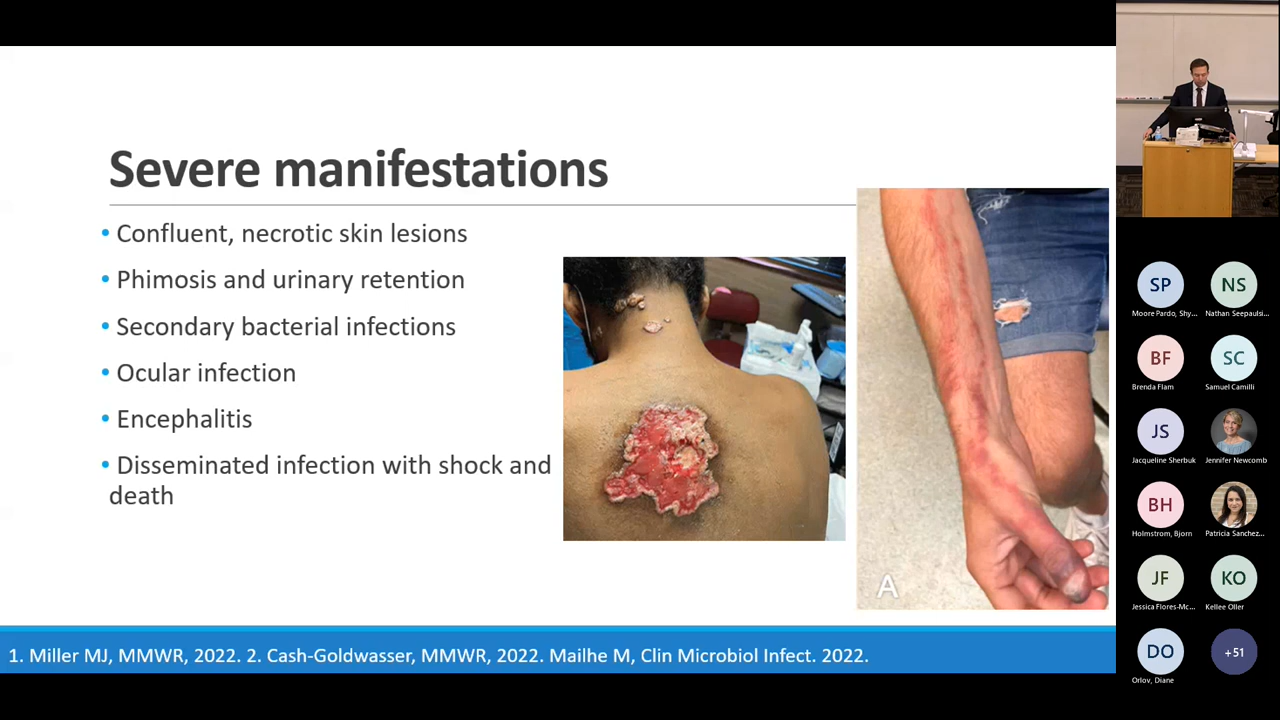 Severe manifestations
• Confluent, necrotic skin lesions
• Phimosis and urinary retention
• Secondary bacterial infections
• Ocular infection
• Encephalitis
• Disseminated infection with shock and
death
A
1. Miller MJ, MMWR, 2022. 2. Cash-Goldwasser, MMWR, 2022. Mailhe M, Clin Microbiol Infect. 2022.
SP
Moore Pardo, Shy...
NS
Nathan Seepaulsi...
BF
Brenda Flam
SC
Samuel Camilli
JS
Jacqueline Sherbuk
Jennifer Newcomb
BH
Holmstrom, Bjorn
Patricia Sanchez...
JF
Jessica Flores-Mc...
KO
Kellee Oller
DO
Orlov, Diane
+51